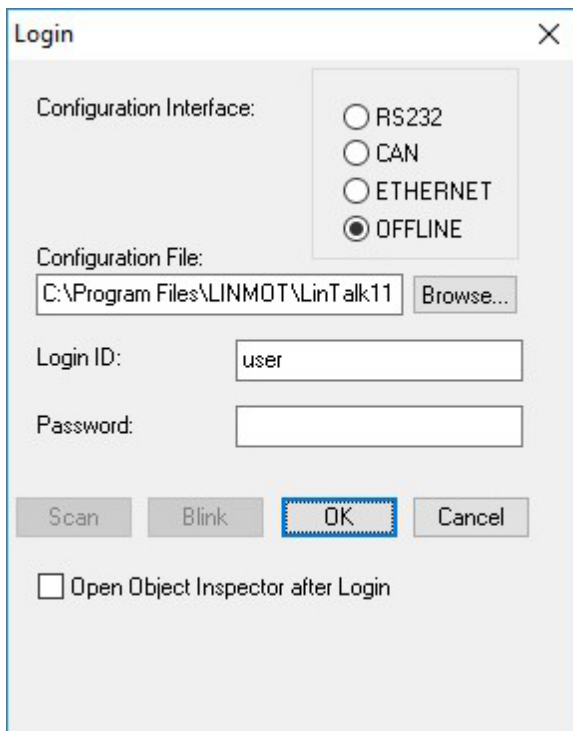 Login
Configuration Interface:
RS232
CAN
ETHERNET
OFFLINE
Configuration File:
C:\Program Files\LINMOT\LinTalk11
Browse...
Login ID:
user
Password:
Scan
Blink
OK
Cancel
Open Object Inspector after Login